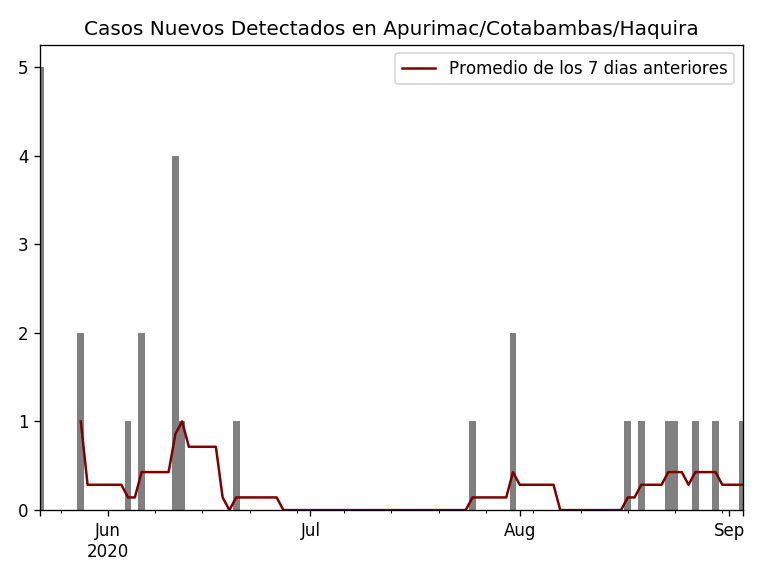 Casos Nuevos Detectados en Apurimac/Cotabambas/Haquira
Promedio de los 7 dias anteriores
5
4
3
2
1
0
Jun
2020
Jul
Aug
Sep